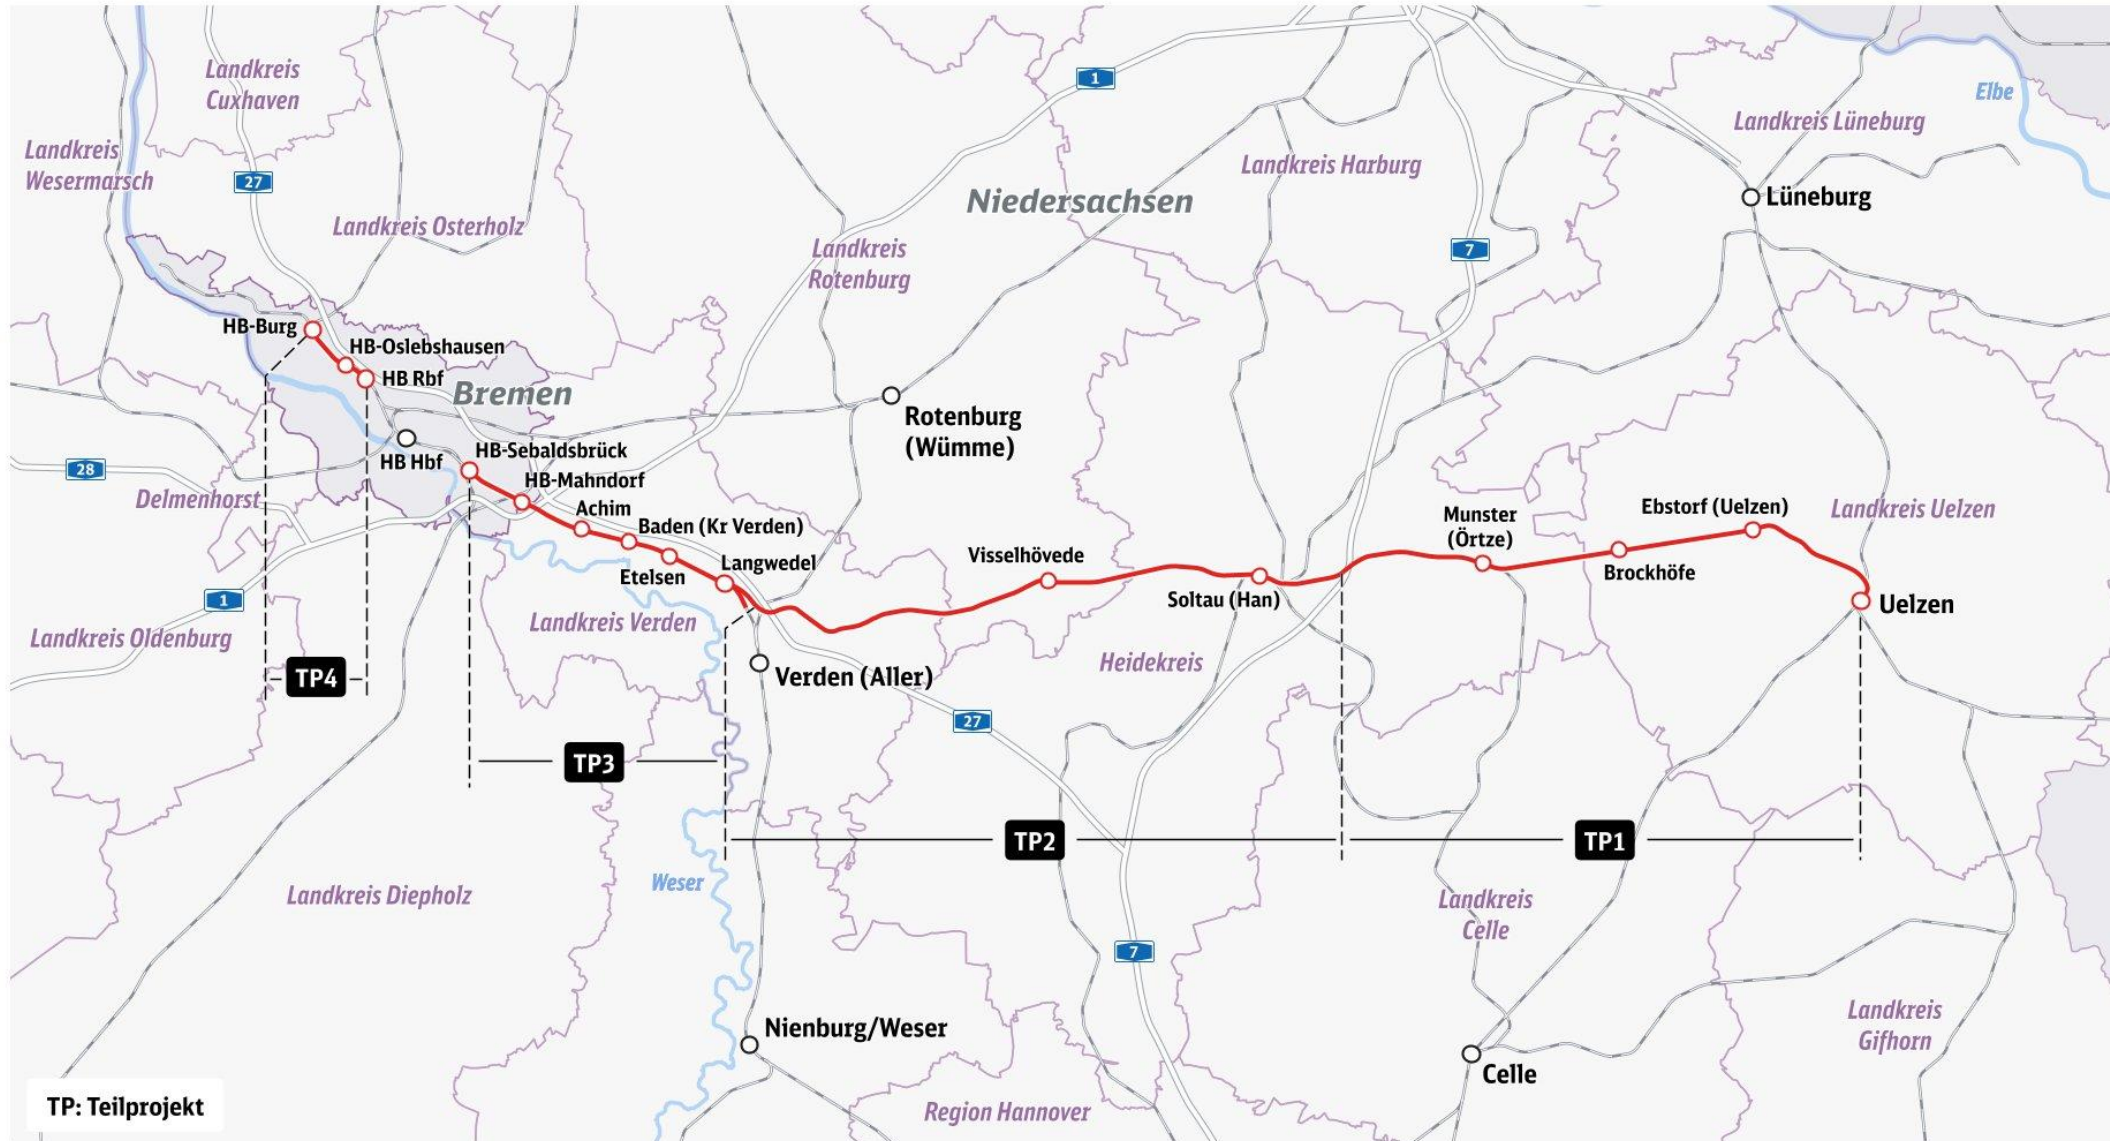 Landkreis
Cuxhaven
1
Elbe
Landkreis Lüneburg
Landkreis
Wesermarsch
27
Landkreis Harburg
Niedersachsen
Lüneburg
Landkreis Osterholz
Landkreis
Rotenburg
7
HB-Burg
HB-Oslebshausen
HB Rbf
Bremen
Rotenburg
(Wümme)
HB Hbf
HB-Sebaldsbrück
28
HB-Mahndorf
Delmenhorst
Achim
Baden (Kr Verden)
Etelsen
Langwedel
Visselhövede
Soltau (Han)
Munster
(Örtze)
Ebstorf (Uelzen)
Landkreis Uelzen
Brockhöfe
Uelzen
1
Landkreis Oldenburg
Landkreis Verden
Heidekreis
TP4
Verden (Aller)
27
TP3
TP2
TP1
Weser
Landkreis Diepholz
Landkreis
Celle
7
Nienburg/Weser
Landkreis
Gifhorn
Celle
Region Hannover
TP: Teilprojekt